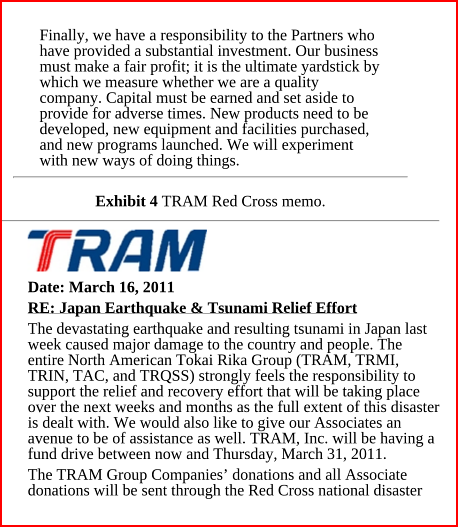 Finally, we have a responsibility to the Partners who
have provided a substantial investment. Our business
must make a fair profit; it is the ultimate yardstick by
which we measure whether we are a quality
company. Capital must be earned and set aside to
provide for adverse times. New products need to be
developed, new equipment and facilities purchased,
and new programs launched. We will experiment
with new ways of doing things.
Exhibit 4 TRAM Red Cross memo.
TRAM
Date: March 16, 2011
RE: Japan Earthquake & Tsunami Relief Effort
The devastating earthquake and resulting tsunami in Japan last
week caused major damage to the country and people. The
entire North American Tokai Rika Group (TRAM, TRMI,
TRIN, TAC, and TRQSS) strongly feels the responsibility to
support the relief and recovery effort that will be taking place
over the next weeks and months as the full extent of this disaster
is dealt with. We would also like to give our Associates an
avenue to be of assistance as well. TRAM, Inc. will be having a
fund drive between now and Thursday, March 31, 2011.
The TRAM Group Companies’ donations and all Associate
donations will be sent through the Red Cross national disaster